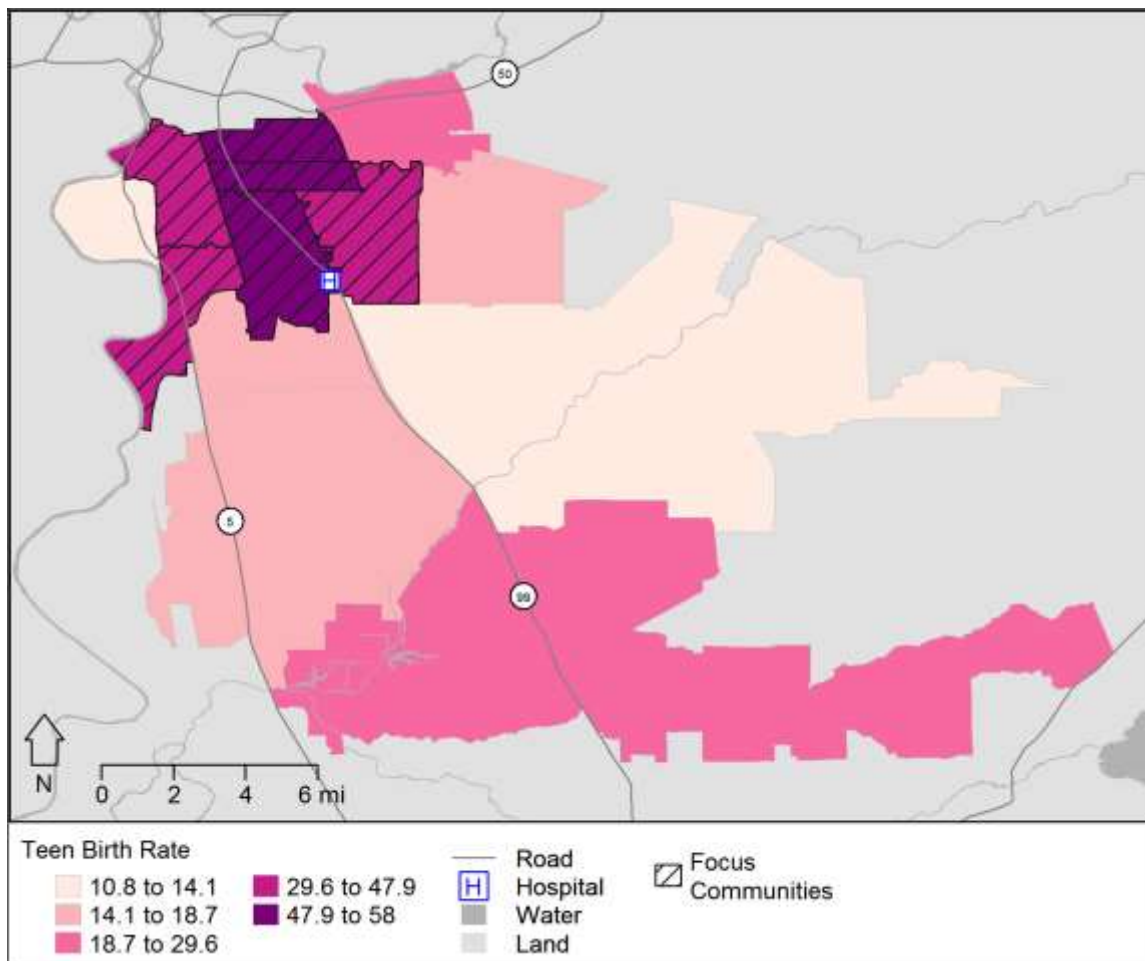 50
H
5
99
N
0 2 4 6 mi
Teen Birth Rate
10.8 to 14.1
14.1 to 18.7
18.7 to 29.6
29.6 to 47.9
47.9 to 58
Road
H Hospital
Water
Land
Focus
Communities